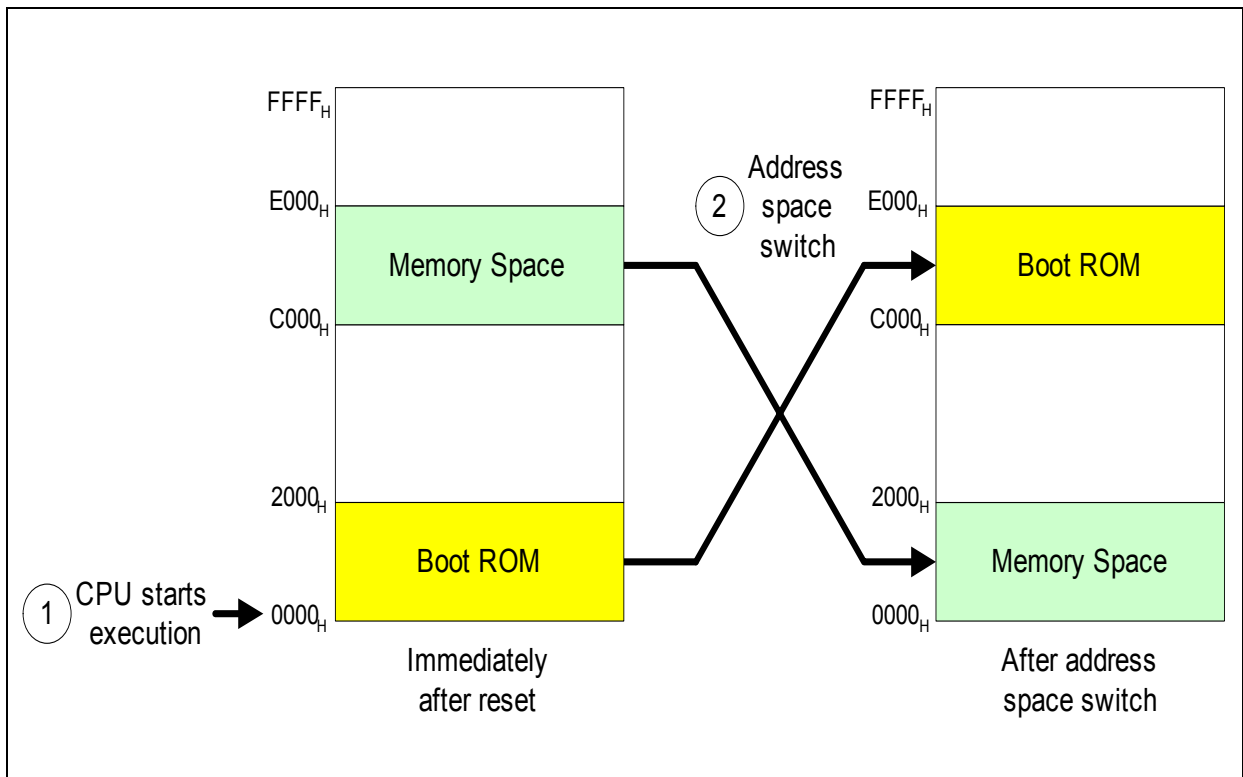 FFFFH
E000H
Memory Space
C000H
2000H
Boot ROM
1
CPU starts
execution
0000H
Immediately
after reset
2
Address
space
switch
FFFFH
E000H
Boot ROM
C000H
2000H
Memory Space
0000H
After address
space switch